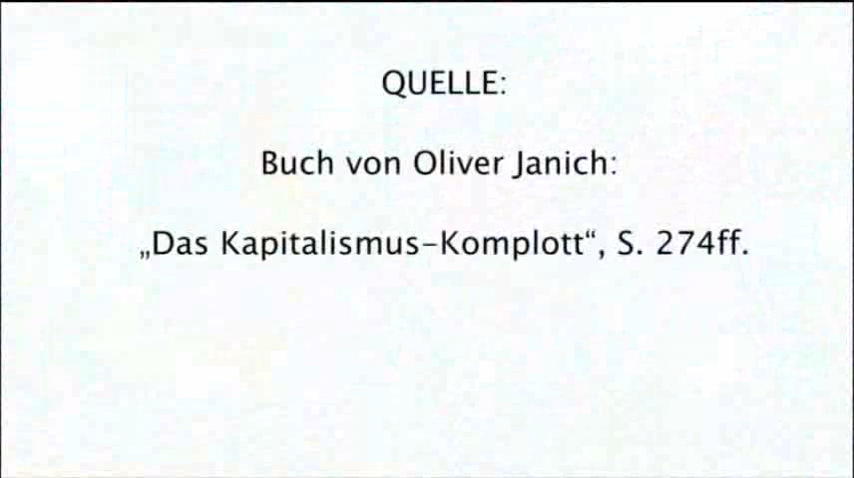 QUELLE:
Buch von Oliver Janich:
„Das Kapitalismus-Komplott“, S. 274ff.